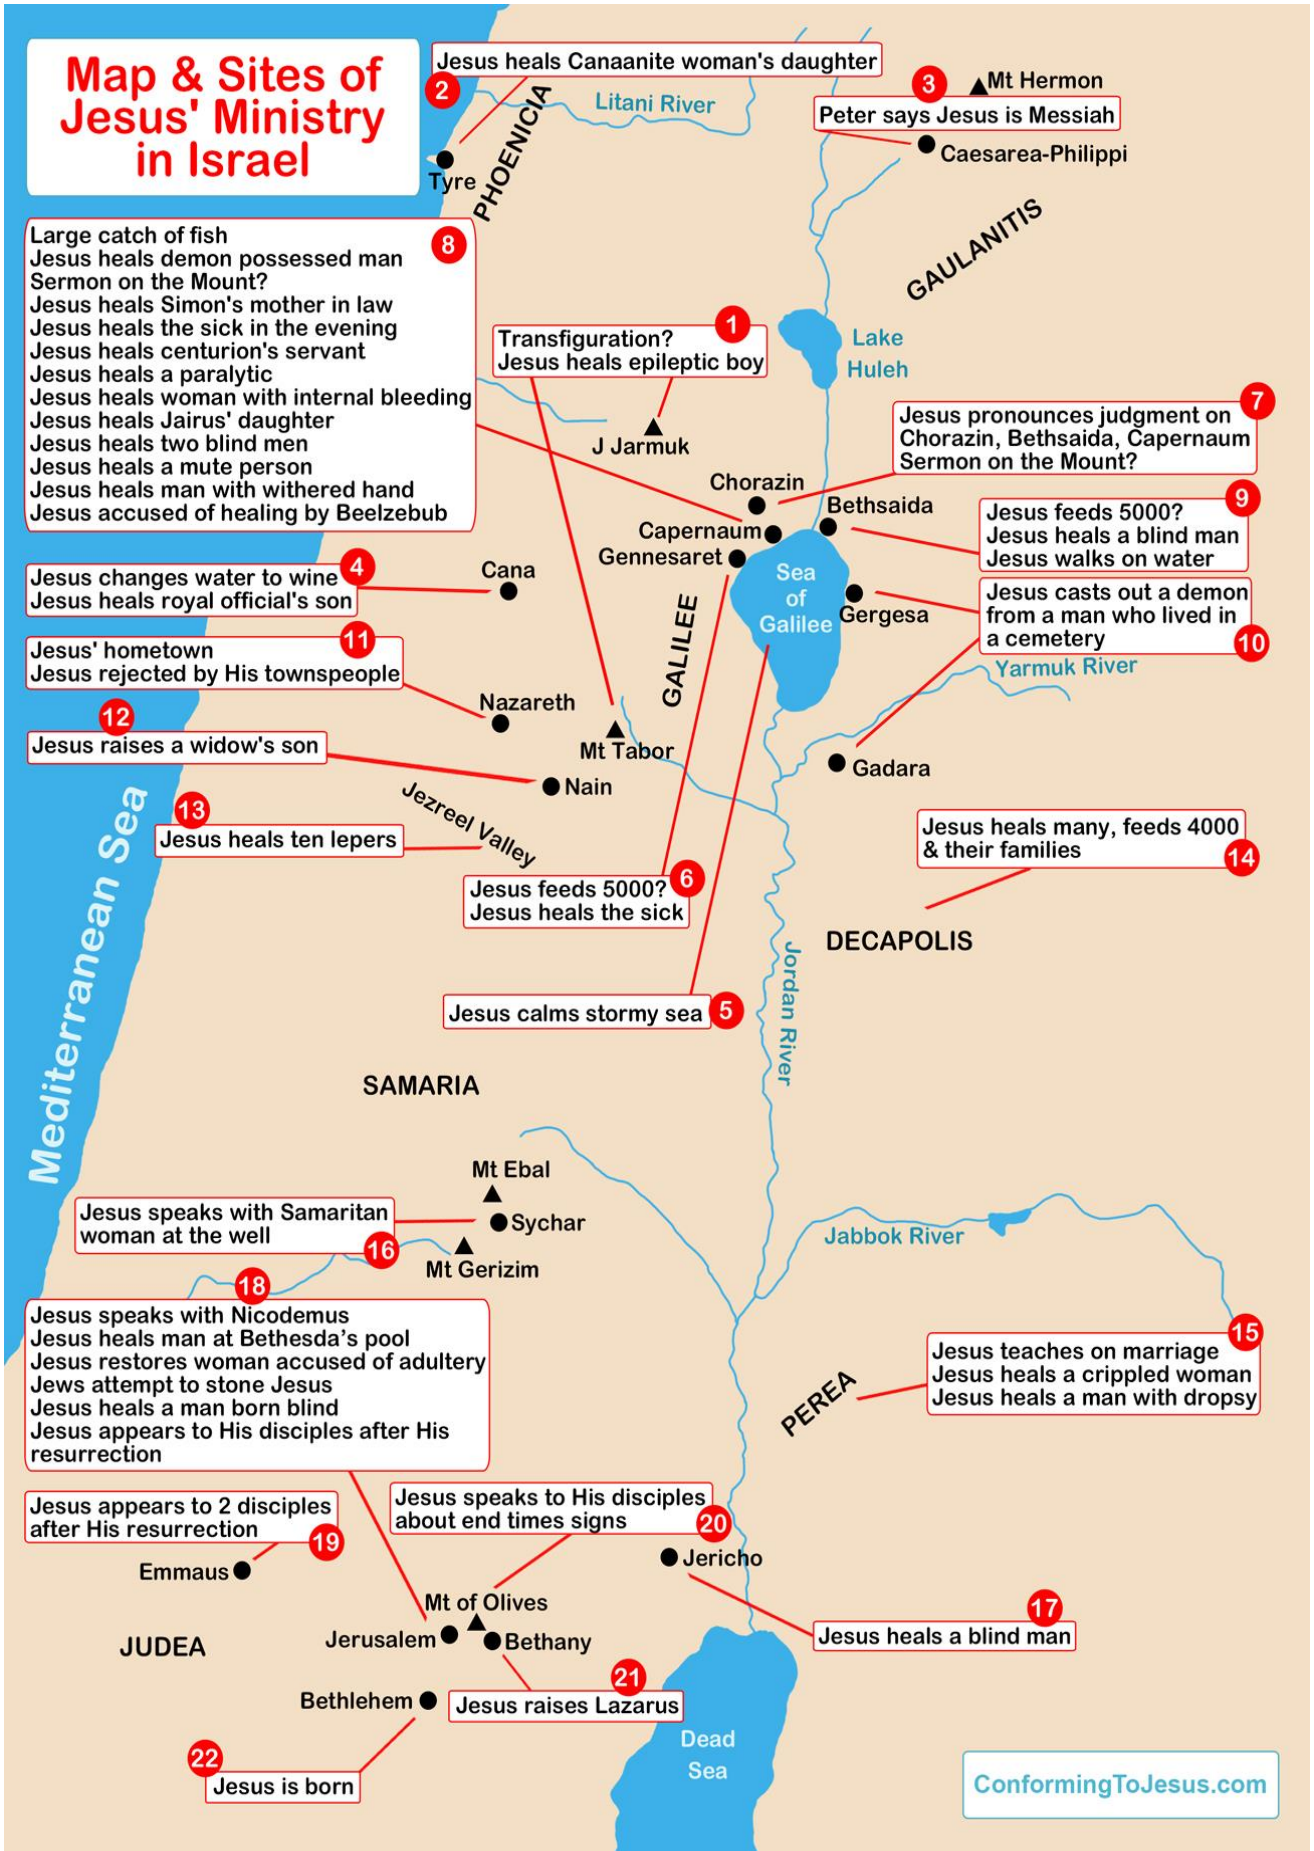 Map & Sites of
Jesus' Ministry
in Israel
Jesus heals Canaanite woman's daughter
2
Litani River
PHOENICIA
Tyre
3
Mt Hermon
Peter says Jesus is Messiah
Caesarea-Philippi
GAULANITIS
8
Large catch of fish
Jesus heals demon possessed man
Sermon on the Mount?
Jesus heals Simon's mother in law
Jesus heals the sick in the evening
Jesus heals centurion's servant
Jesus heals a paralytic
Jesus heals woman with internal bleeding
Jesus heals Jairus' daughter
Jesus heals two blind men
Jesus heals a mute person
Jesus heals man with withered hand
Jesus accused of healing by Beelzebub
1
Transfiguration?
Jesus heals epileptic boy
J Jarmuk
Lake
Huleh
7
Jesus pronounces judgment on
Chorazin, Bethsaida, Capernaum
Sermon on the Mount?
Chorazin
Capernaum
Gennesaret
Bethsaida
9
Jesus feeds 5000?
Jesus heals a blind man
Jesus walks on water
Sea
of
Galilee
Gergesa
Jesus casts out a demon
from a man who lived in
a cemetery
10
Yarmuk River
4
Jesus changes water to wine
Jesus heals royal official's son
Cana
GALILEE
11
Jesus' hometown
Jesus rejected by His townspeople
Nazareth
12
Jesus raises a widow's son
Mt Tabor
Nain
Gadara
13
Jesus heals ten lepers
Jezreel Valley
Mediterranean Sea
Jesus feeds 5000?
Jesus heals the sick
6
Jesus heals many, feeds 4000
& their families
14
DECAPOLIS
Jordan River
Jesus calms stormy sea
5
SAMARIA
Mt Ebal
Jesus speaks with Samaritan
woman at the well
16
Sychar
Mt Gerizim
Jabbok River
18
Jesus speaks with Nicodemus
Jesus heals man at Bethesda’s pool
Jesus restores woman accused of adultery
Jews attempt to stone Jesus
Jesus heals a man born blind
Jesus appears to His disciples after His
resurrection
15
Jesus teaches on marriage
Jesus heals a crippled woman
Jesus heals a man with dropsy
PEREA
Jesus appears to 2 disciples
after His resurrection
19
Emmaus
Jesus speaks to His disciples
about end times signs
20
Jericho
Mt of Olives
Jerusalem
Bethany
17
Jesus heals a blind man
JUDEA
21
Jesus raises Lazarus
Bethlehem
22
Jesus is born
Dead
Sea
ConformingToJesus.com